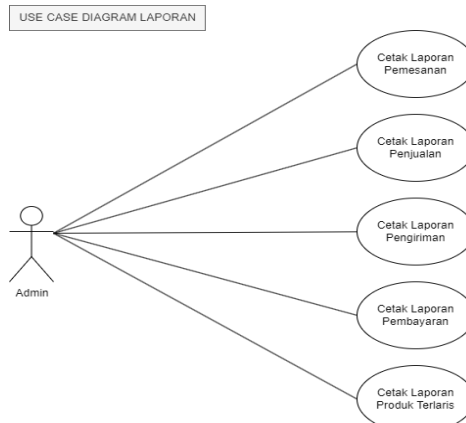 USE CASE DIAGRAM LAPORAN
Cetak Laporan
Pemesanan
Cetak Laporan
Penjualan
Cetak Laporan
Pengiriman
Admin
Cetak Laporan
Pembayaran
Cetak Laporan
Produk Terlaris